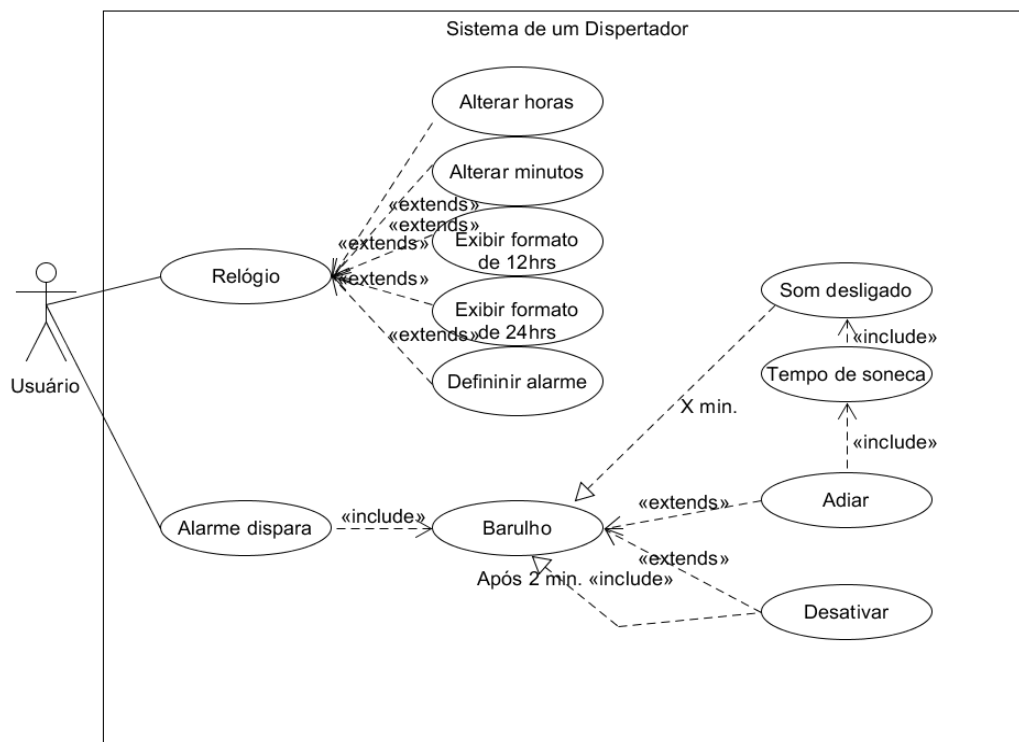 Sistema de um Dispertador
Alterar horas
Alterar minutos
«extends»
«extends»
«extends»
Exibir formato
de 12hrs
Relógio
«extends»
Exibir formato
de 24hrs
«extends»
Defininir alarme
Usuário
Som desligado
«include»
Tempo de soneca
X min.
«include»
Alarme dispara
«include»
Barulho
«extends»
Adiar
«extends»
Após 2 min. «include»
Desativar